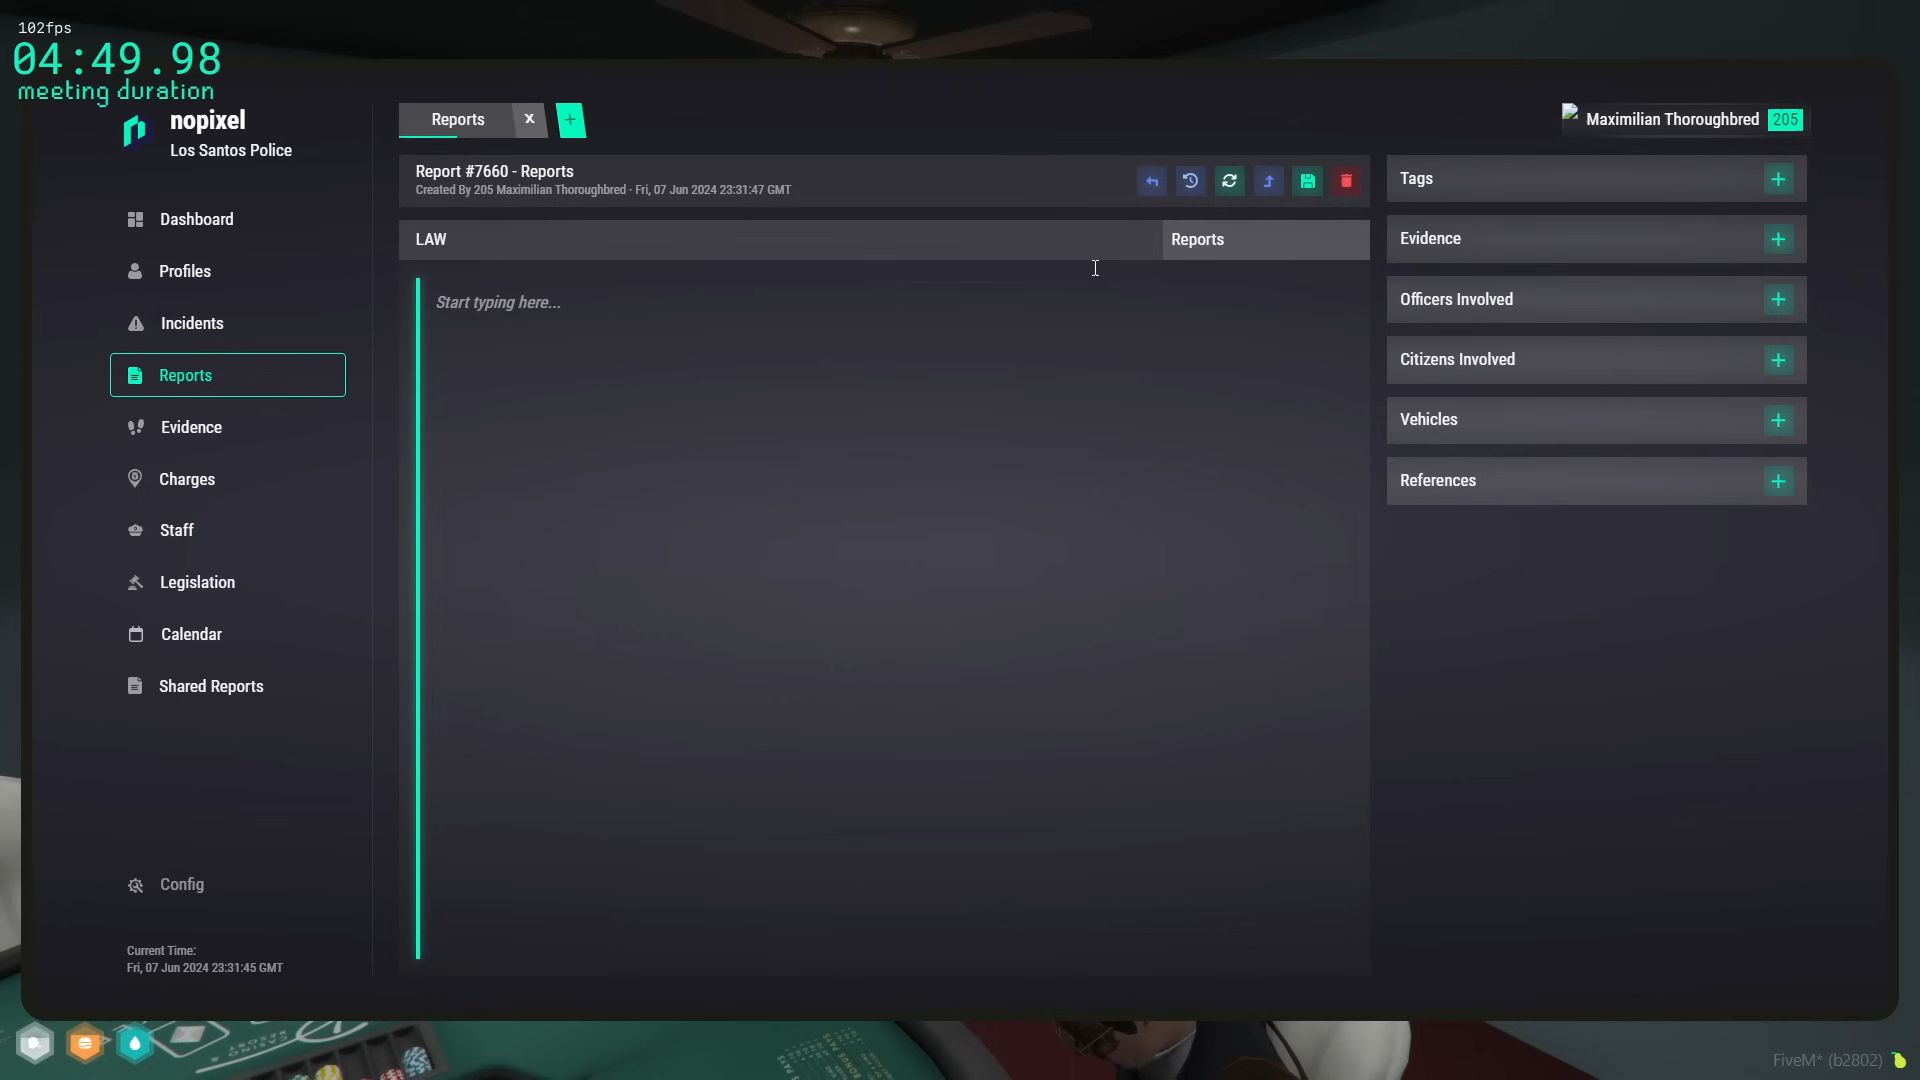 102fps
04:49.98
meeting duration
nopixel
Los Santos Police
Dashboard
Profiles
Incidents
Reports
Evidence
Charges
Staff
Legislation
Calendar
Shared Reports
Config
Current Time:
Fri, 07 Jun 2024 23:31:45 GMT
Reports x +
Maximilian Thoroughbred 205
Report #7660 - Reports
Created By 205 Maximilian Thoroughbred - Fri, 07 Jun 2024 23:31:47 GMT
LAW
Reports
Start typing here...
Tags +
Evidence +
Officers Involved +
Citizens Involved +
Vehicles +
References +
FiveM* (b2802)